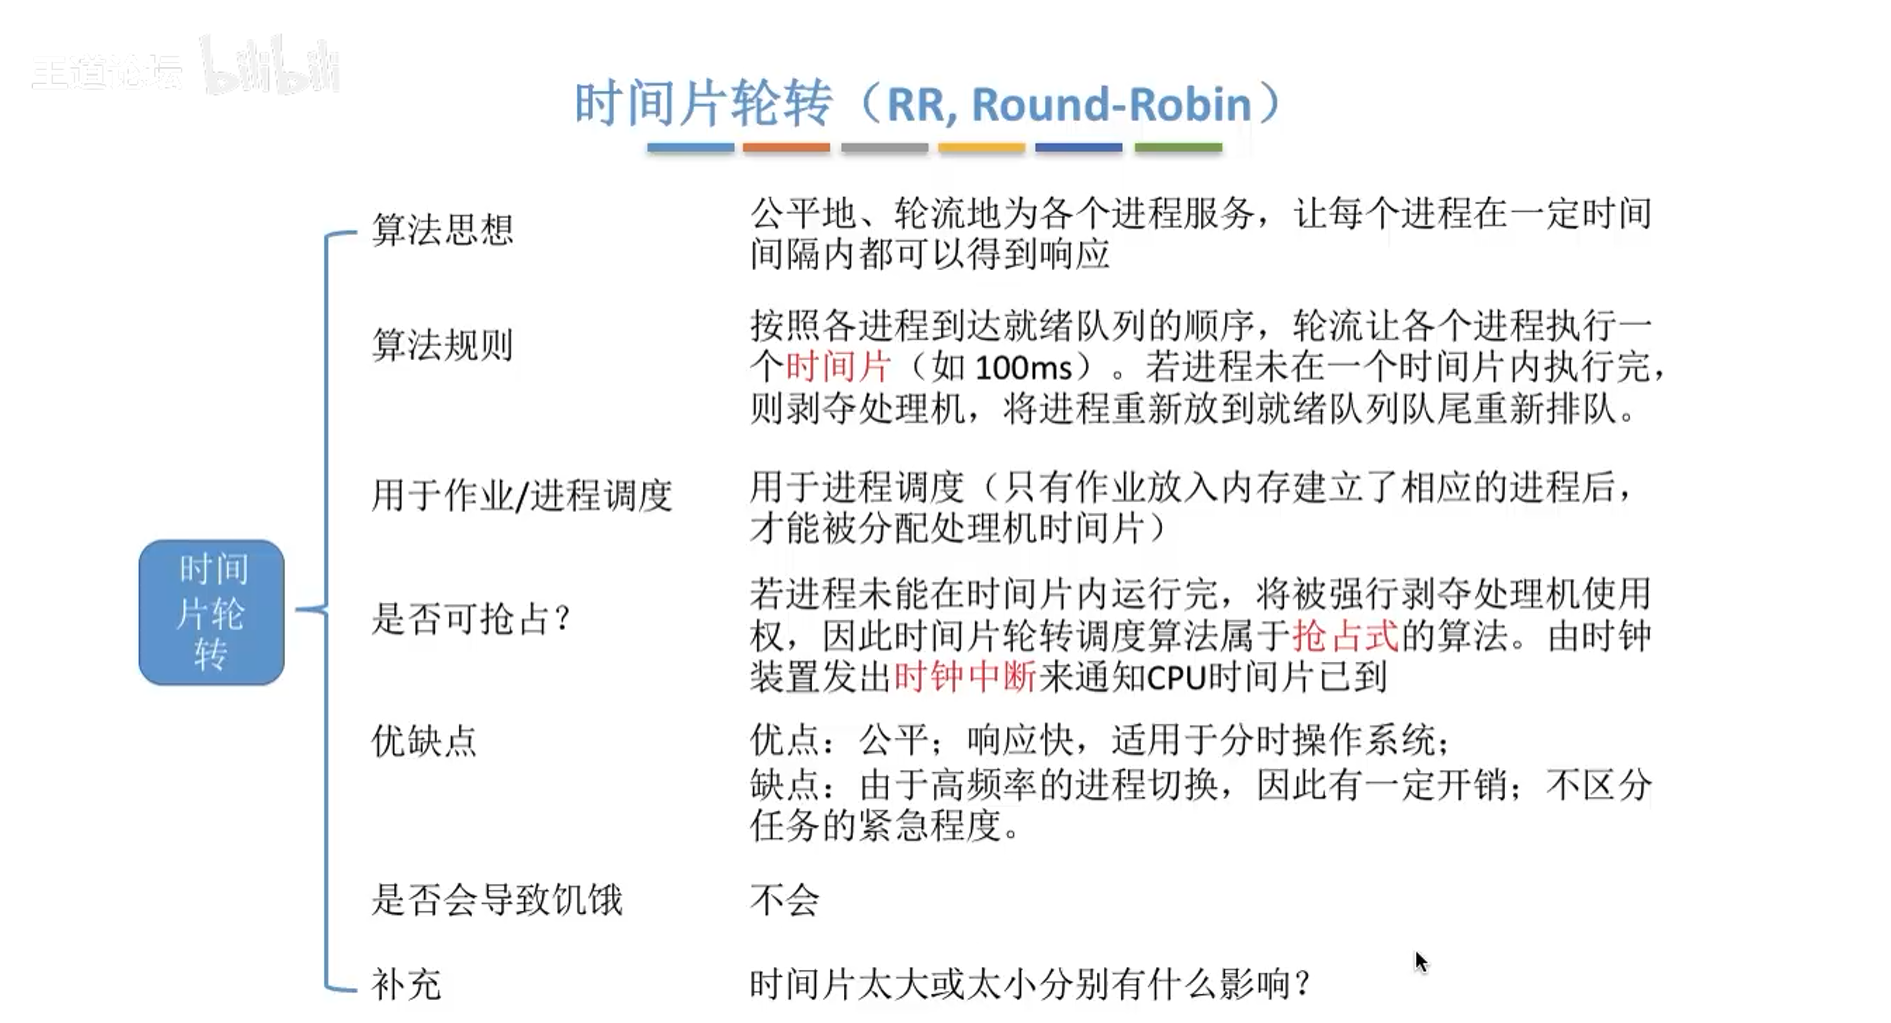 王道论坛 bilibili
时间片轮转（RR, Round-Robin）
算法思想
公平地、轮流地为各个进程服务，让每个进程在一定时间
间隔内都可以得到响应
算法规则
按照各进程到达就绪队列的顺序，轮流让各个进程执行一
个时间片（如 100ms）。若进程未在一个时间片内执行完，
则剥夺处理机，将进程重新放到就绪队列队尾重新排队。
用于作业/进程调度
用于进程调度（只有作业放入内存建立了相应的进程后，
才能被分配处理机时间片）
时间
片轮
转
是否可抢占？
若进程未能在时间片内运行完，将被强行剥夺处理机使用
权，因此时间片轮转调度算法属于抢占式的算法。由时钟
装置发出时钟中断来通知CPU时间片已到
优缺点
优点：公平；响应快，适用于分时操作系统；
缺点：由于高频率的进程切换，因此有一定开销；不区分
任务的紧急程度。
是否会导致饥饿
不会
补充
时间片太大或太小分别有什么影响？